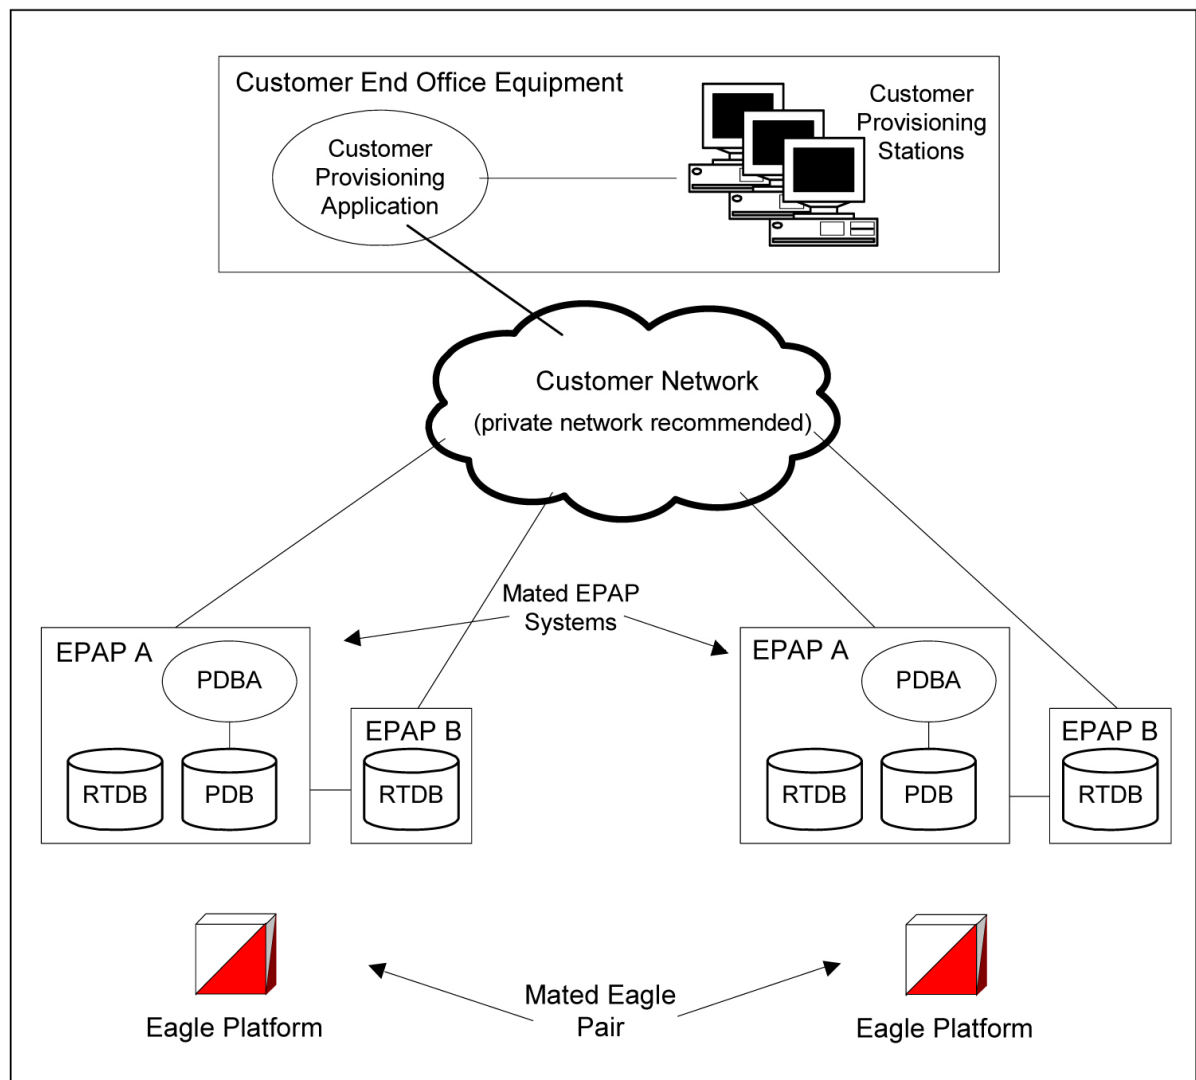 Customer End Office Equipment
Customer
Provisioning
Application
Customer
Provisioning
Stations
Customer Network
(private network recommended)
Mated EPAP
Systems
EPAP A
PDBA
RTDB
PDB
EPAP B
RTDB
EPAP A
PDBA
RTDB
PDB
EPAP B
RTDB
Eagle Platform
Mated Eagle
Pair
Eagle Platform